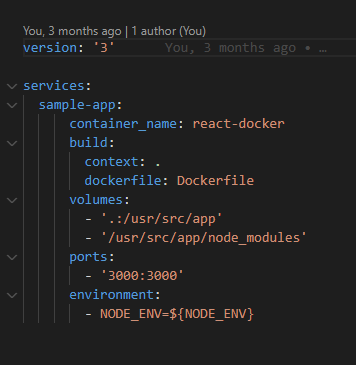 You, 3 months ago | 1 author (You)
version: '3' You, 3 months ago • …
services:
  sample-app:
      container_name: react-docker
      build:
        context: .
        dockerfile: Dockerfile
      volumes:
        - '.:/usr/src/app'
        - '/usr/src/app/node_modules'
      ports:
        - '3000:3000'
      environment:
        - NODE_ENV=${NODE_ENV}